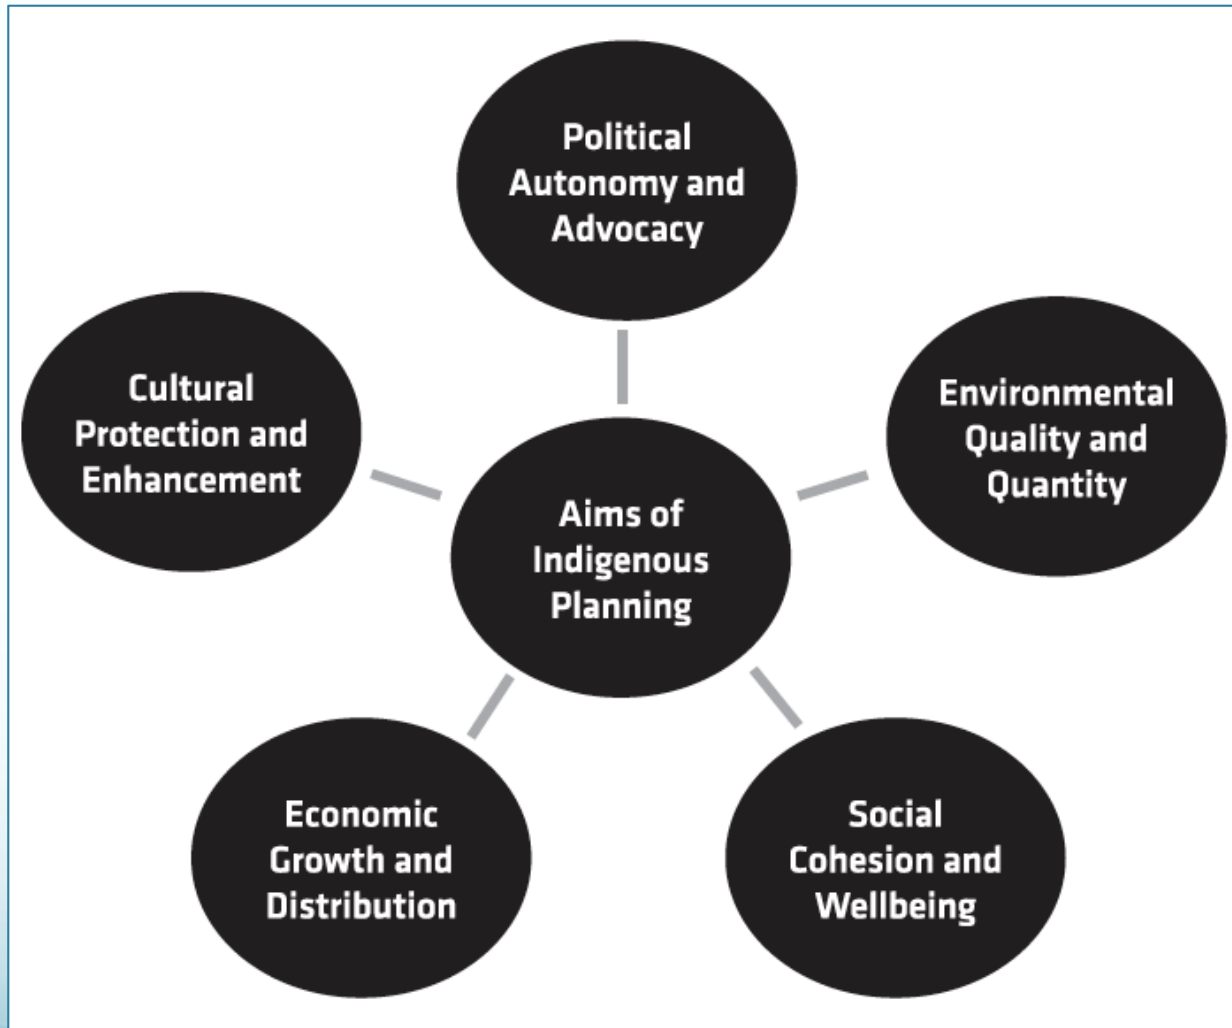 Political
Autonomy and
Advocacy
Cultural
Protection and
Enhancement
Environmental
Quality and
Quantity
Aims of
Indigenous
Planning
Economic
Growth and
Distribution
Social
Cohesion and
Wellbeing